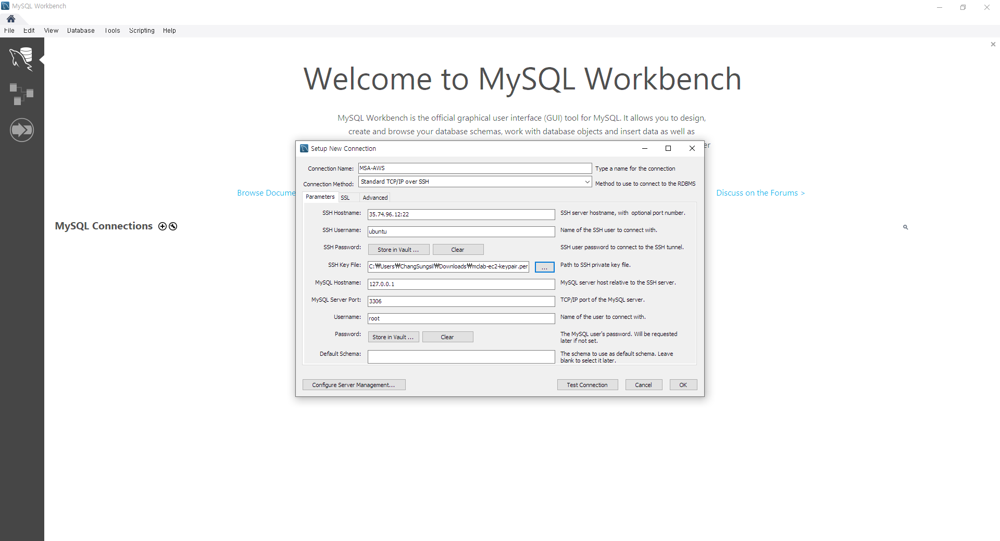 MySQL Workbench
File Edit View Database Tools Scripting Help
Welcome to MySQL Workbench
MySQL Workbench is the official graphical user interface (GUI) tool for MySQL. It allows you to design,
create and browse your database schemas, work with database objects and insert data as well as
er
Browse Docume
Discuss on the Forums >
MySQL Connections
Setup New Connection
Connection Name: MSA-AWS Type a name for the connection
Connection Method: Standard TCP/IP over SSH Method to use to connect to the RDBMS
Parameters SSL Advanced
SSH Hostname: 35.74.96.12:22 SSH server hostname, with optional port number.
SSH Username: ubuntu Name of the SSH user to connect with.
SSH Password: Store in Vault ... Clear SSH user password to connect to the SSH tunnel.
SSH Key File: C:₩Users₩ChangSungsil₩Downloads₩mclab-ec2-keypair.per ... Path to SSH private key file.
MySQL Hostname: 127.0.0.1 MySQL server host relative to the SSH server.
MySQL Server Port: 3306 TCP/IP port of the MySQL server.
Username: root Name of the user to connect with.
Password: Store in Vault ... Clear The MySQL user's password. Will be requested
later if not set.
Default Schema: The schema to use as default schema. Leave
blank to select it later.
Configure Server Management... Test Connection Cancel OK